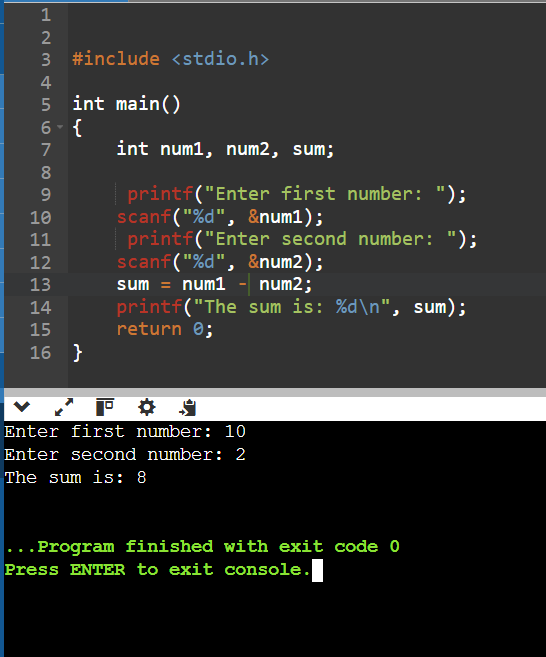 1
2
3 #include <stdio.h>
4
5 int main()
6 {
7     int num1, num2, sum;
8
9      printf("Enter first number: ");
10     scanf("%d", &num1);
11      printf("Enter second number: ");
12     scanf("%d", &num2);
13     sum = num1 - num2;
14     printf("The sum is: %d\n", sum);
15     return 0;
16 }
Enter first number: 10
Enter second number: 2
The sum is: 8
...Program finished with exit code 0
Press ENTER to exit console.